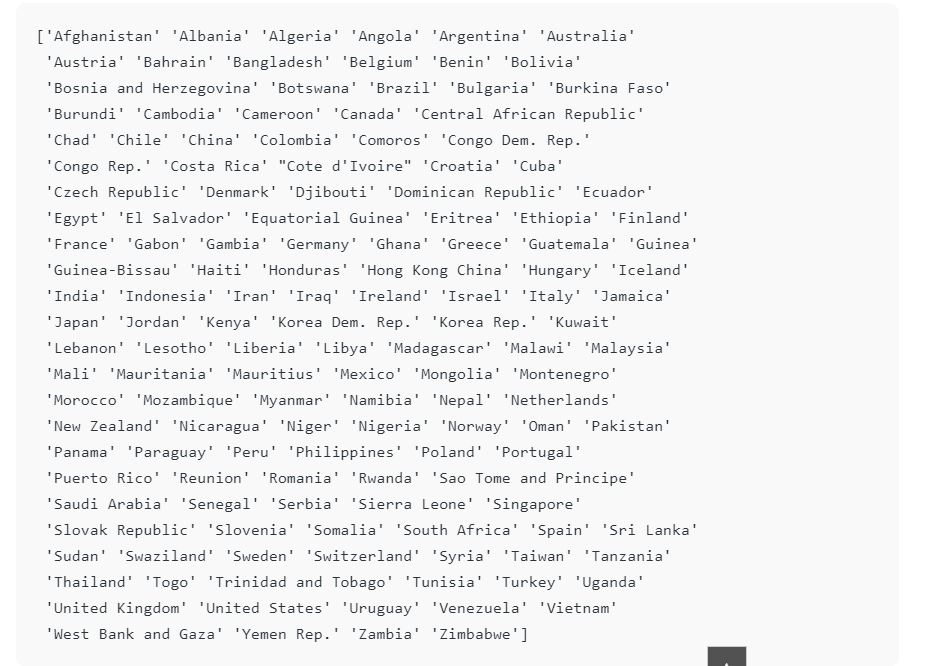 ['Afghanistan' 'Albania' 'Algeria' 'Angola' 'Argentina' 'Australia'
'Austria' 'Bahrain' 'Bangladesh' 'Belgium' 'Benin' 'Bolivia'
'Bosnia and Herzegovina' 'Botswana' 'Brazil' 'Bulgaria' 'Burkina Faso'
'Burundi' 'Cambodia' 'Cameroon' 'Canada' 'Central African Republic'
'Chad' 'Chile' 'China' 'Colombia' 'Comoros' 'Congo Dem. Rep.'
'Congo Rep.' 'Costa Rica' "Cote d'Ivoire" 'Croatia' 'Cuba'
'Czech Republic' 'Denmark' 'Djibouti' 'Dominican Republic' 'Ecuador'
'Egypt' 'El Salvador' 'Equatorial Guinea' 'Eritrea' 'Ethiopia' 'Finland'
'France' 'Gabon' 'Gambia' 'Germany' 'Ghana' 'Greece' 'Guatemala' 'Guinea'
'Guinea-Bissau' 'Haiti' 'Honduras' 'Hong Kong China' 'Hungary' 'Iceland'
'India' 'Indonesia' 'Iran' 'Iraq' 'Ireland' 'Israel' 'Italy' 'Jamaica'
'Japan' 'Jordan' 'Kenya' 'Korea Dem. Rep.' 'Korea Rep.' 'Kuwait'
'Lebanon' 'Lesotho' 'Liberia' 'Libya' 'Madagascar' 'Malawi' 'Malaysia'
'Mali' 'Mauritania' 'Mauritius' 'Mexico' 'Mongolia' 'Montenegro'
'Morocco' 'Mozambique' 'Myanmar' 'Namibia' 'Nepal' 'Netherlands'
'New Zealand' 'Nicaragua' 'Niger' 'Nigeria' 'Norway' 'Oman' 'Pakistan'
'Panama' 'Paraguay' 'Peru' 'Philippines' 'Poland' 'Portugal'
'Puerto Rico' 'Reunion' 'Romania' 'Rwanda' 'Sao Tome and Principe'
'Saudi Arabia' 'Senegal' 'Serbia' 'Sierra Leone' 'Singapore'
'Slovak Republic' 'Slovenia' 'Somalia' 'South Africa' 'Spain' 'Sri Lanka'
'Sudan' 'Swaziland' 'Sweden' 'Switzerland' 'Syria' 'Taiwan' 'Tanzania'
'Thailand' 'Togo' 'Trinidad and Tobago' 'Tunisia' 'Turkey' 'Uganda'
'United Kingdom' 'United States' 'Uruguay' 'Venezuela' 'Vietnam'
'West Bank and Gaza' 'Yemen Rep.' 'Zambia' 'Zimbabwe']